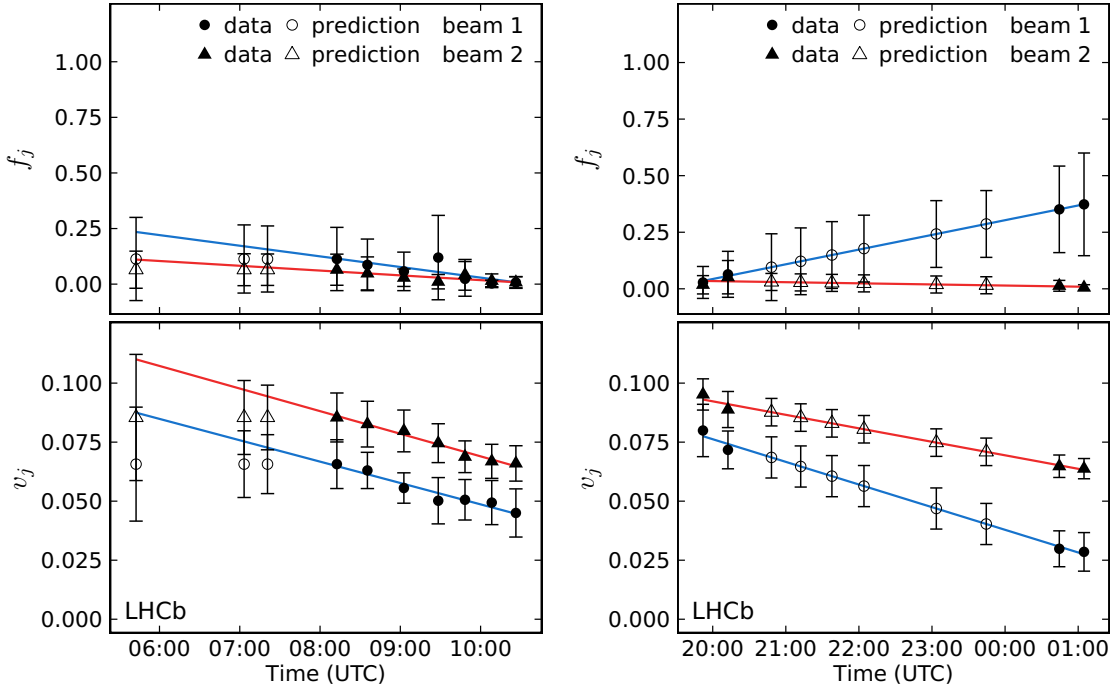 data prediction beam 1
data prediction beam 2
1.00
0.75
0.50
0.25
0.00
f_j
data prediction beam 1
data prediction beam 2
1.00
0.75
0.50
0.25
0.00
f_j
0.100
0.075
0.050
0.025
0.000
v_j
LHCb
06:00 07:00 08:00 09:00 10:00
Time (UTC)
0.100
0.075
0.050
0.025
0.000
v_j
LHCb
20:00 21:00 22:00 23:00 00:00 01:00
Time (UTC)